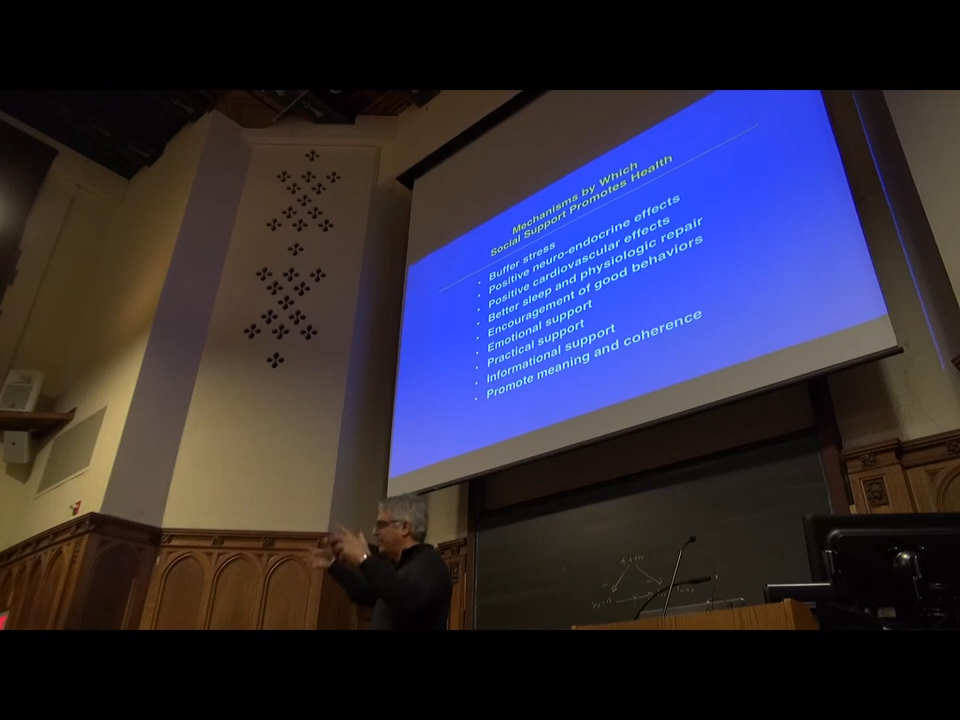 Mechanisms by Which
Social Support Promotes Health
• Buffer stress
• Positive neuro-endocrine effects
• Positive cardiovascular effects
• Better sleep and physiologic repair
• Encouragement of good behaviors
• Emotional support
• Practical support
• Informational support
• Promote meaning and coherence